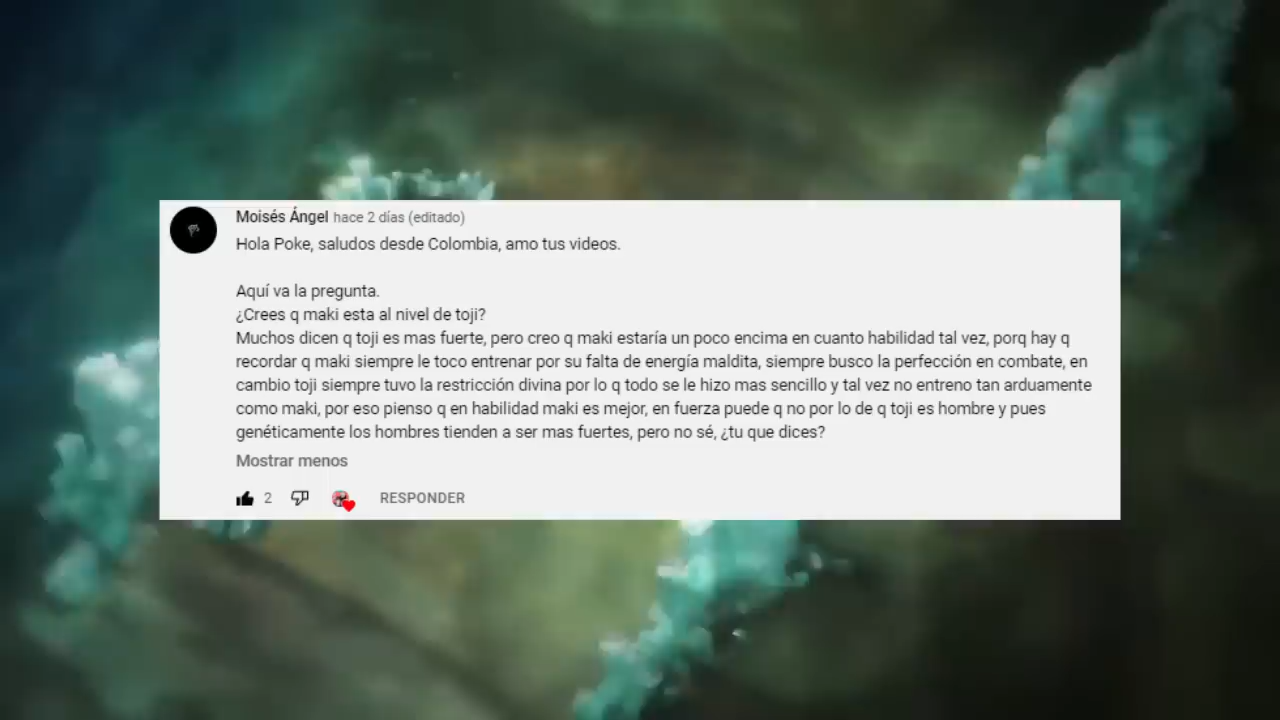 Moisés Ángel hace 2 días (editado)
Hola Poke, saludos desde Colombia, amo tus videos.
Aquí va la pregunta.
¿Crees q maki esta al nivel de toji?
Muchos dicen q toji es mas fuerte, pero creo q maki estaría un poco encima en cuanto habilidad tal vez, porq hay q
recordar q maki siempre le toco entrenar por su falta de energía maldita, siempre busco la perfección en combate, en
cambio toji siempre tuvo la restricción divina por lo q todo se le hizo mas sencillo y tal vez no entreno tan arduamente
como maki, por eso pienso q en habilidad maki es mejor, en fuerza puede q no por lo de q toji es hombre y pues
genéticamente los hombres tienden a ser mas fuertes, pero no sé, ¿tu que dices?
Mostrar menos
2 RESPONDER